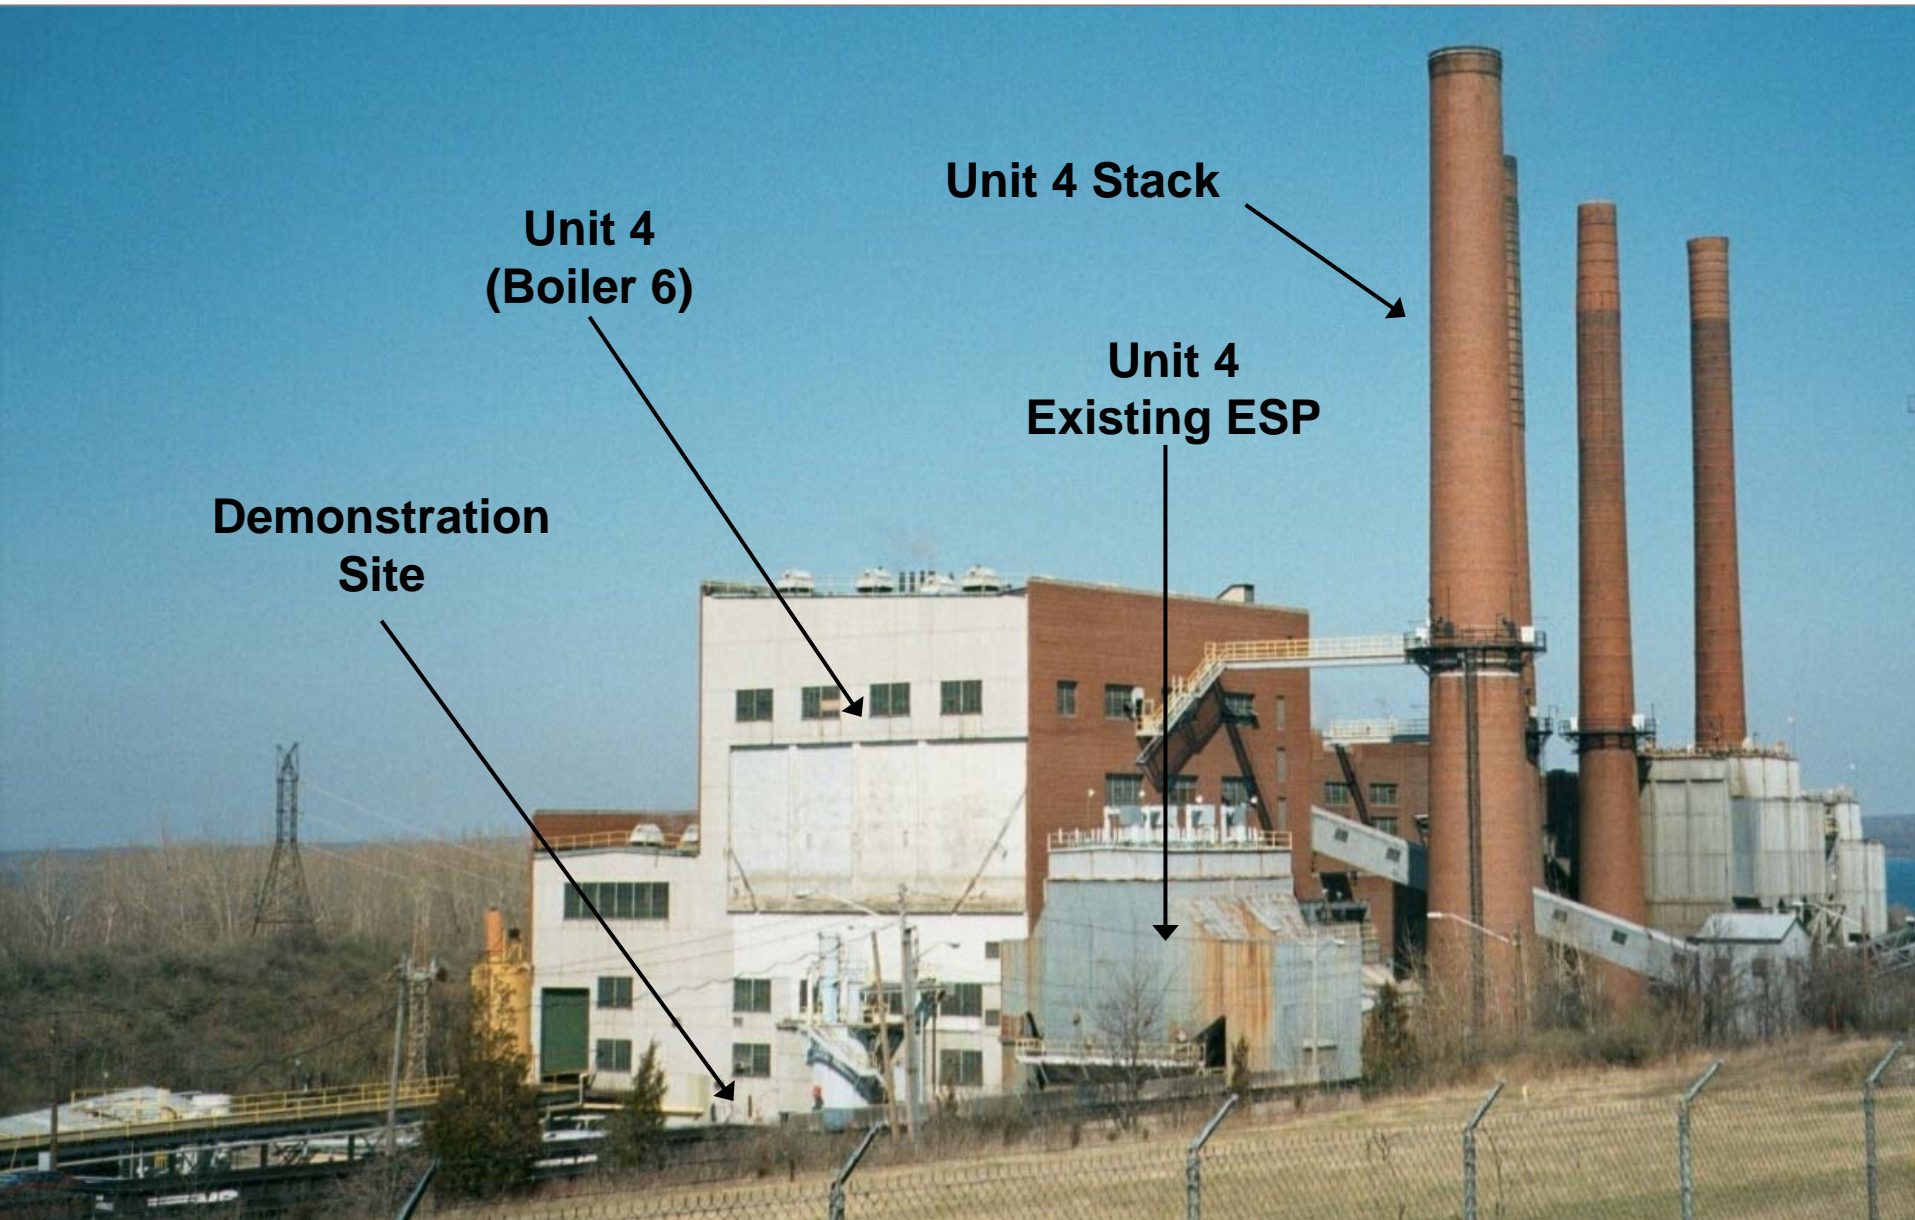 Unit 4 Stack
Unit 4
(Boiler 6)
Unit 4
Existing ESP
Demonstration
Site